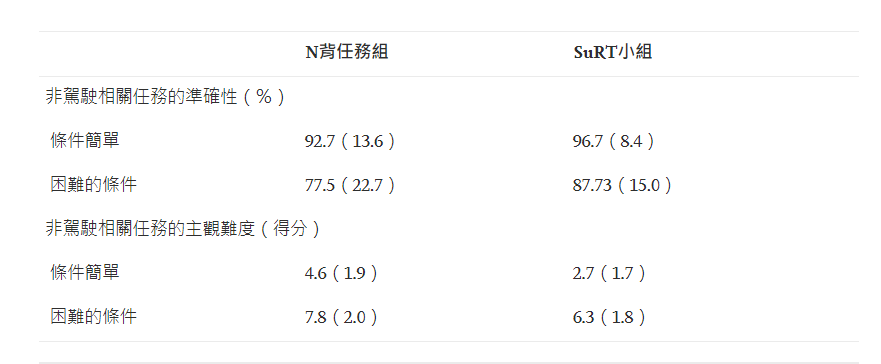 N背任務組 SuRT小組
非駕駛相關任務的準確性（％）
條件簡單 92.7（13.6） 96.7（8.4）
困難的條件 77.5（22.7） 87.73（15.0）
非駕駛相關任務的主觀難度（得分）
條件簡單 4.6（1.9） 2.7（1.7）
困難的條件 7.8（2.0） 6.3（1.8）